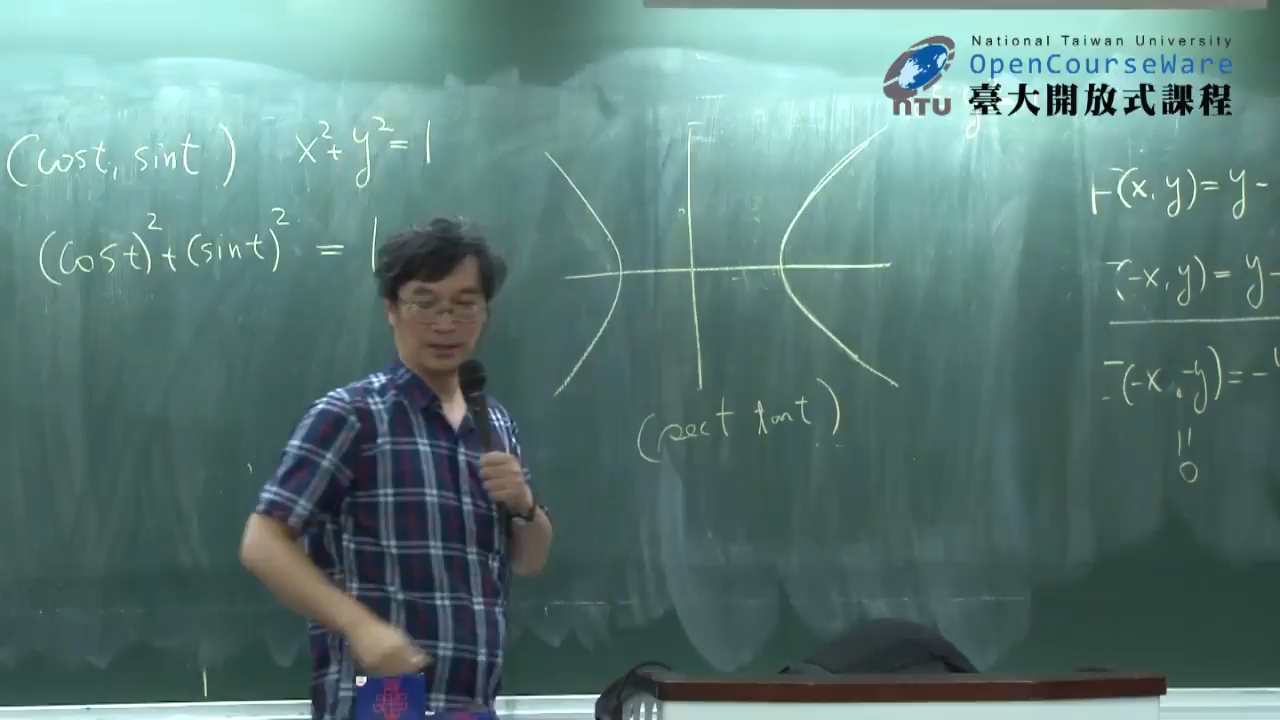 National Taiwan University
OpenCourseWare
NTU 臺大開放式課程
(cost, sint) x²+y²=1
(cost)²+(sint)² = 1
(sect tant)
y
F(x,y)=y-
F(-x,y)=y-
F(-x,-y)=-y
"
0